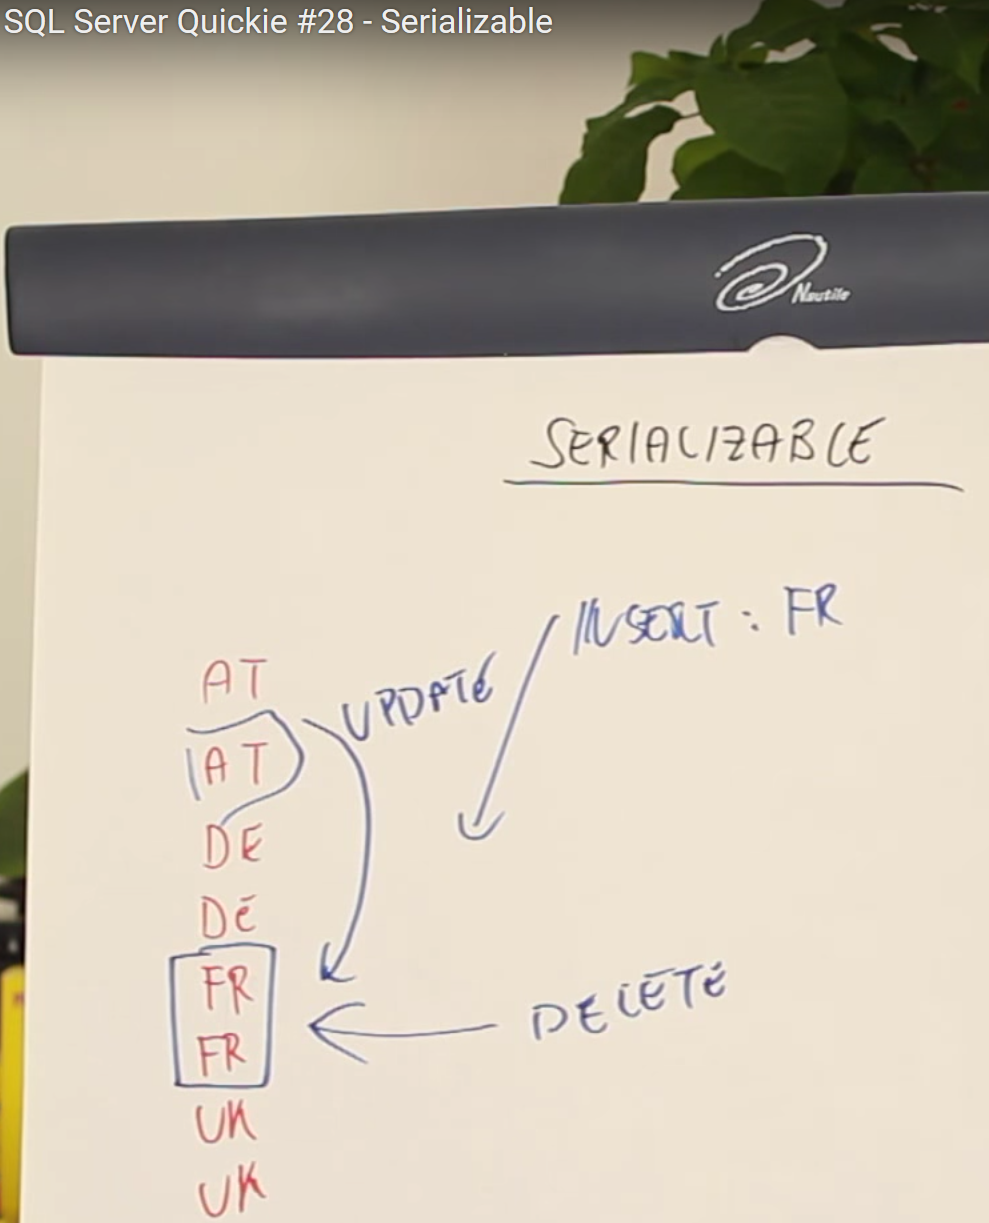 SQL Server Quickie #28 - Serializable
Nautile
SERIALIZABLE
INSERT : FR
UPDATE
AT
AT
DE
DE
FR
FR
DELETE
UK
UK